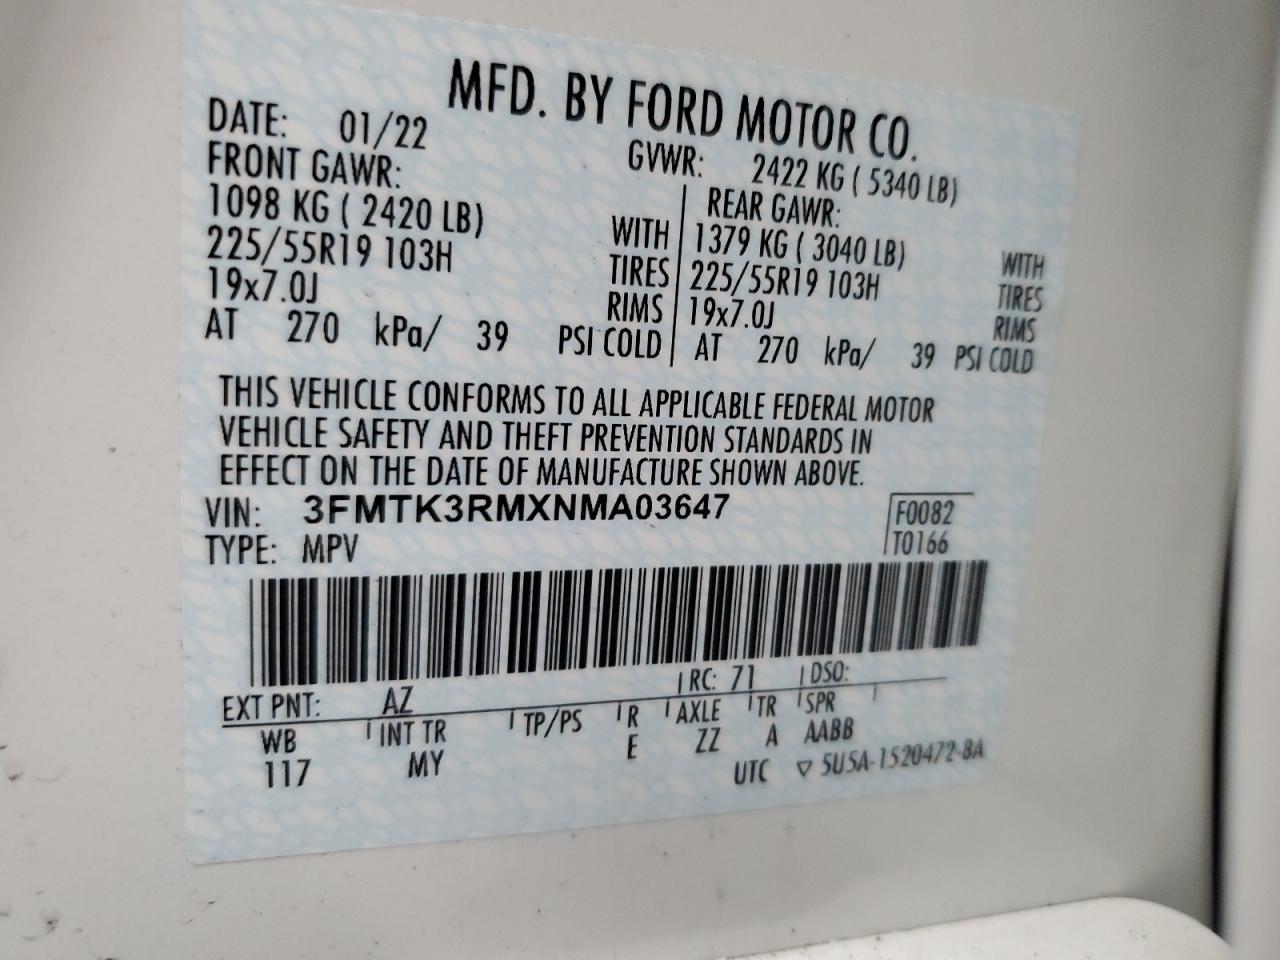 MFD. BY FORD MOTOR CO.
DATE: 01/22
GVWR: 2422 KG ( 5340 LB)
FRONT GAWR:
1098 KG ( 2420 LB) WITH
225/55R19 103H TIRES
19x7.0J RIMS
AT 270 kPa/ 39 PSI COLD
REAR GAWR:
1379 KG ( 3040 LB) WITH
225/55R19 103H TIRES
19x7.0J RIMS
AT 270 kPa/ 39 PSI COLD
THIS VEHICLE CONFORMS TO ALL APPLICABLE FEDERAL MOTOR
VEHICLE SAFETY AND THEFT PREVENTION STANDARDS IN
EFFECT ON THE DATE OF MANUFACTURE SHOWN ABOVE.
VIN: 3FMTK3RMXNMA03647
TYPE: MPV
F0082
T0166
EXT PNT: AZ RC: 71 DSO:
WB INT TR TP/PS R AXLE TR SPR
117 MY E ZZ A AABB
UTC ▽ 5U5A-1520472-BA